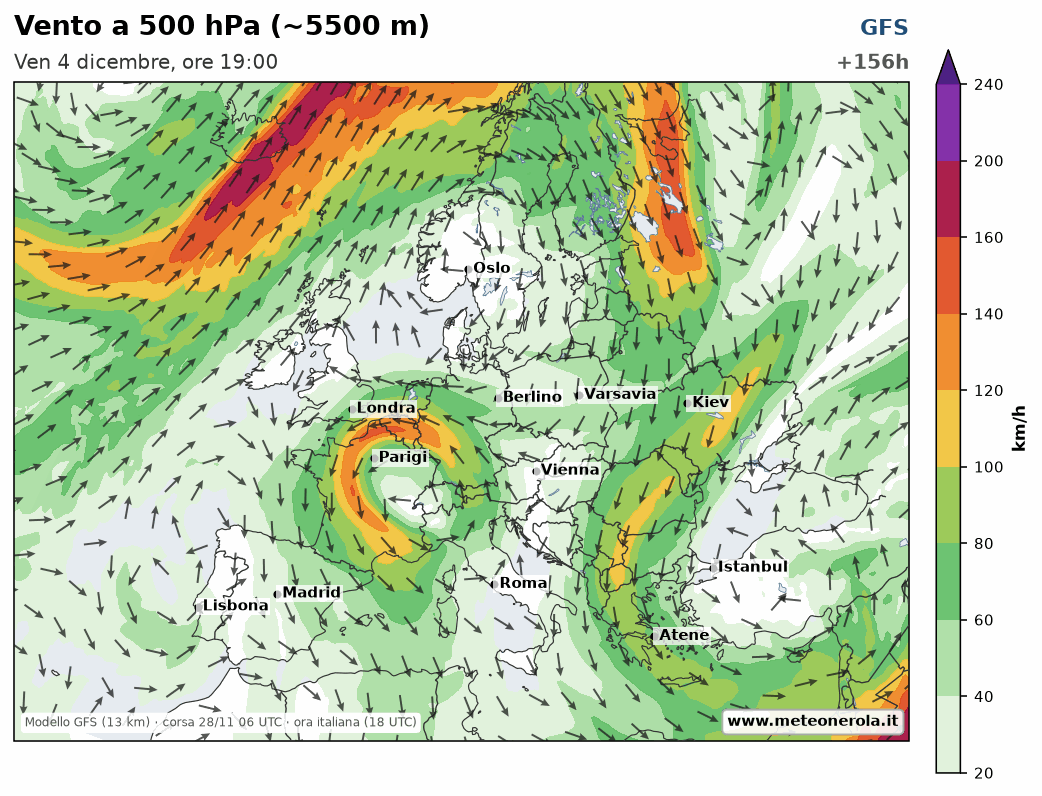 Vento a 500 hPa (~5500 m)
GFS
Ven 4 dicembre, ore 19:00
+156h
240
200
160
140
120
100
80
60
40
20
km/h
Oslo
Berlino
Varsavia
Kiev
Londra
Parigi
Vienna
Istanbul
Roma
Madrid
Lisbona
Atene
Modello GFS (13 km) · corsa 28/11 06 UTC · ora italiana (18 UTC)
www.meteonerola.it